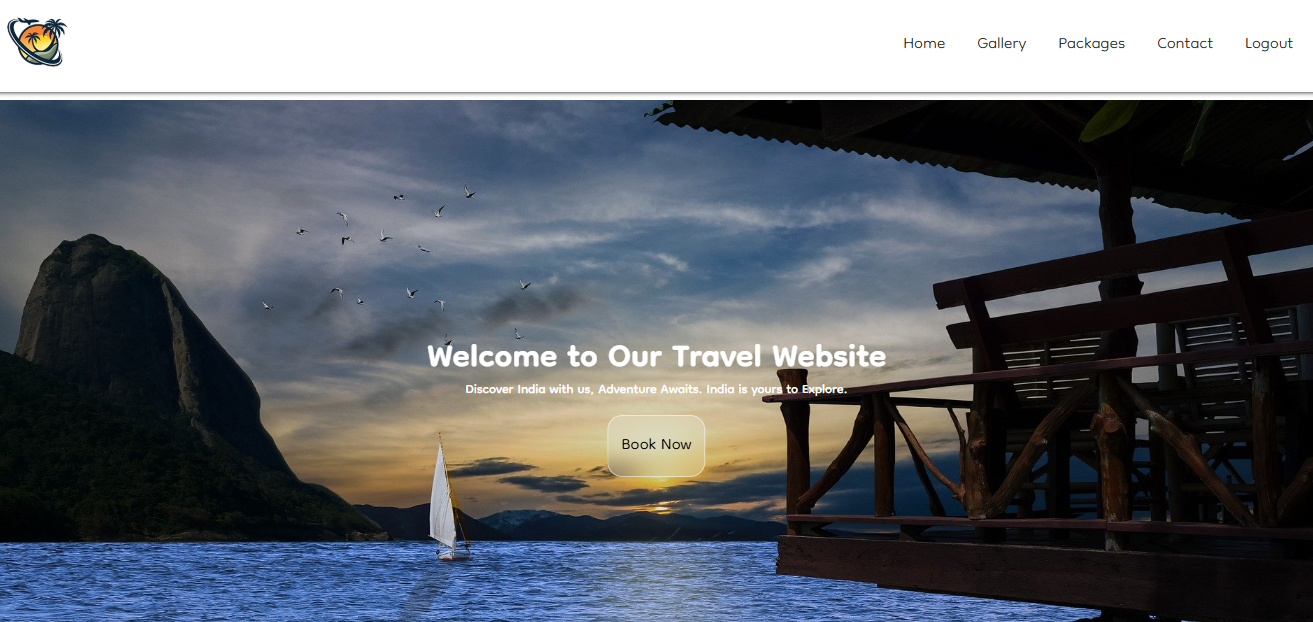 Home Gallery Packages Contact Logout
Welcome to Our Travel Website
Discover India with us, Adventure Awaits. India is yours to Explore.
Book Now